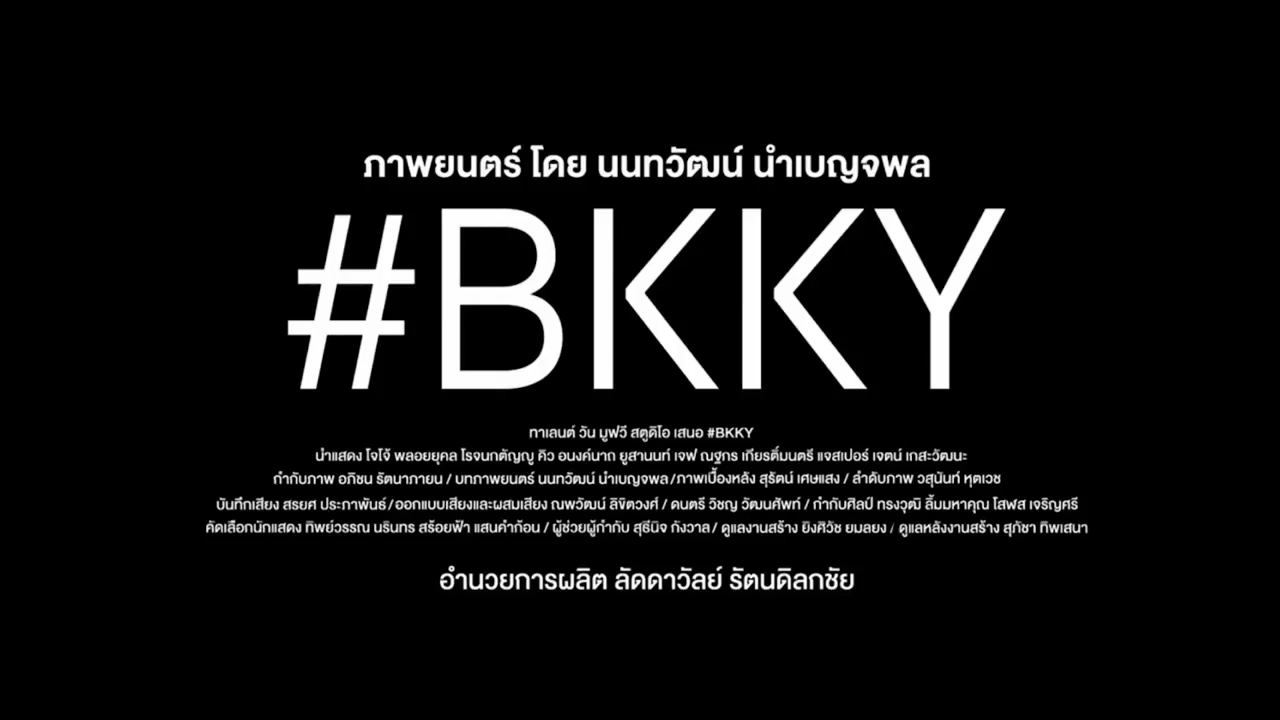 ภาพยนตร์ โดย นนทวัฒน์ นำเบญจพล
#BKKY
ทาเลนต์ วัน มูฟวี สตูดิโอ เสนอ #BKKY
นำแสดง โจโจ้ พลอยยุคล โรจนกตัญญู คิว อนงค์นาถ ยูสานนท์ เจฟ ณฐกร เกียรติ์มนตรี แจสเปอร์ เจตน์ เกสะวัฒนะ
กำกับภาพ อภิชน รัตนาภายน / บทภาพยนตร์ นนทวัฒน์ นำเบญจพล / ภาพเบื้องหลัง สุรัตน์ เศษแสง / ลำดับภาพ วสุนันท์ หุตเวช
บันทึกเสียง สรยศ ประภาพันธ์ / ออกแบบเสียงและผสมเสียง ณพวัฒน์ ลิขิตวงศ์ / ดนตรี วิชญ วัฒนศัพท์ / กำกับศิลป์ ทรงวุฒิ ลิ้มมหาคุณ โสฬส เจริญศรี
คัดเลือกนักแสดง ทิพย์วรรณ นรินทร สร้อยฟ้า แสนคำก้อน / ผู้ช่วยผู้กำกับ สุธีนิจ กังวาล / ดูแลงานสร้าง ยิงศิวัช ยมลยง / ดูแลหลังงานสร้าง สุภัชา ทิพเสนา
อำนวยการผลิต ลัดดาวัลย์ รัตนดิลกชัย